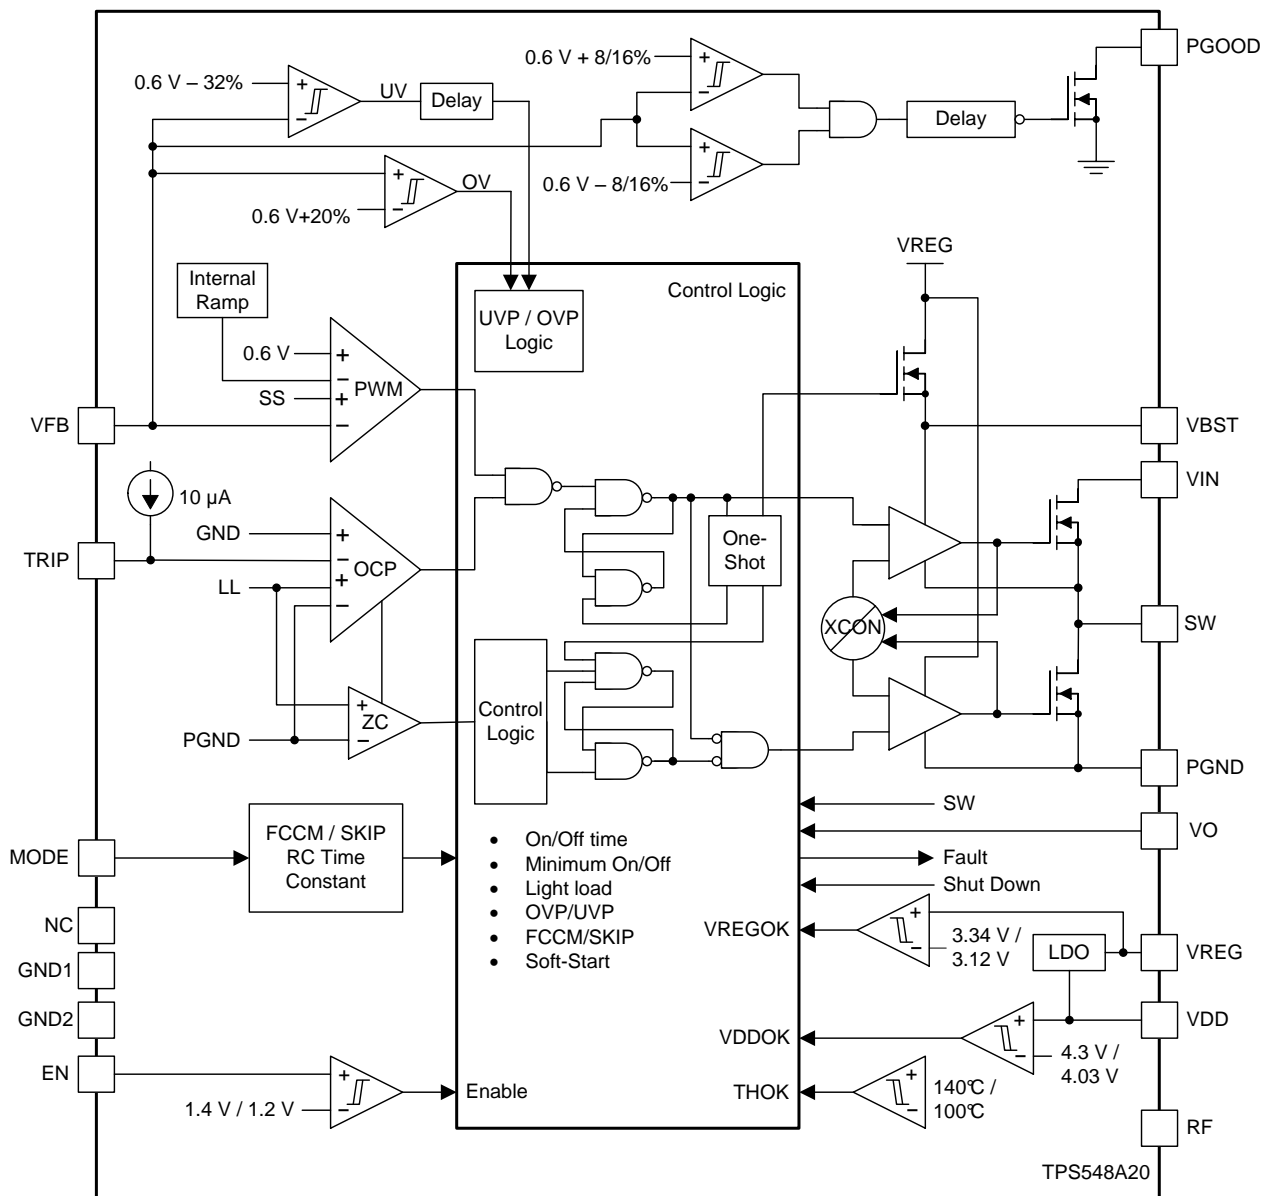 PGOOD
0.6 V + 8/16%
0.6 V – 32%
+
–
UV
Delay
+
–
Delay
+
–
0.6 V – 8/16%
+
–
OV
0.6 V+20%
VREG
Internal
Ramp
Control Logic
UVP / OVP
Logic
0.6 V
+
–
SS
+
–
PWM
VFB
VBST
VIN
10 µA
GND
TRIP
+
–
+
–
OCP
LL
One-
Shot
XCON
SW
+
–
ZC
PGND
Control
Logic
PGND
SW
VO
MODE
FCCM / SKIP
RC Time
Constant
• On/Off time
• Minimum On/Off
• Light load
• OVP/UVP
• FCCM/SKIP
• Soft-Start
Fault
Shut Down
NC
VREGOK
+
–
3.34 V /
3.12 V
LDO
VREG
GND1
GND2
VDD
VDDOK
+
–
4.3 V /
4.03 V
EN
+
–
1.4 V / 1.2 V
Enable
THOK
+
–
140°C /
100°C
RF
TPS548A20